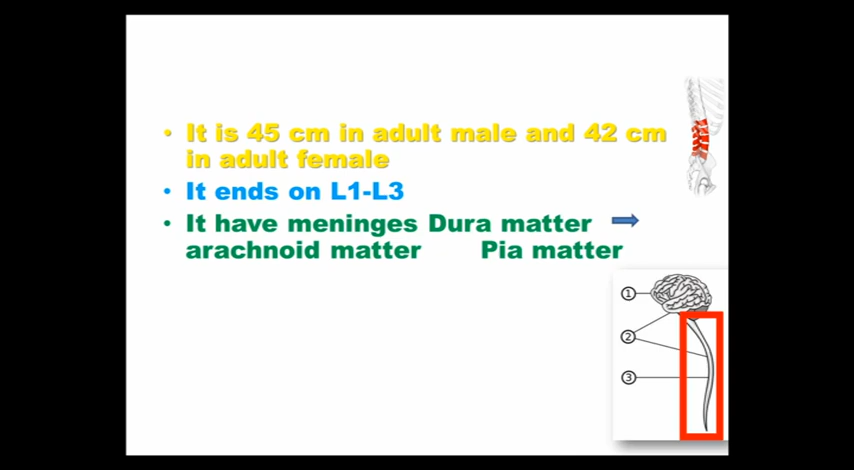 • It is 45 cm in adult male and 42 cm
in adult female
• It ends on L1-L3
• It have meninges Dura matter
arachnoid matter Pia matter
1
2
3